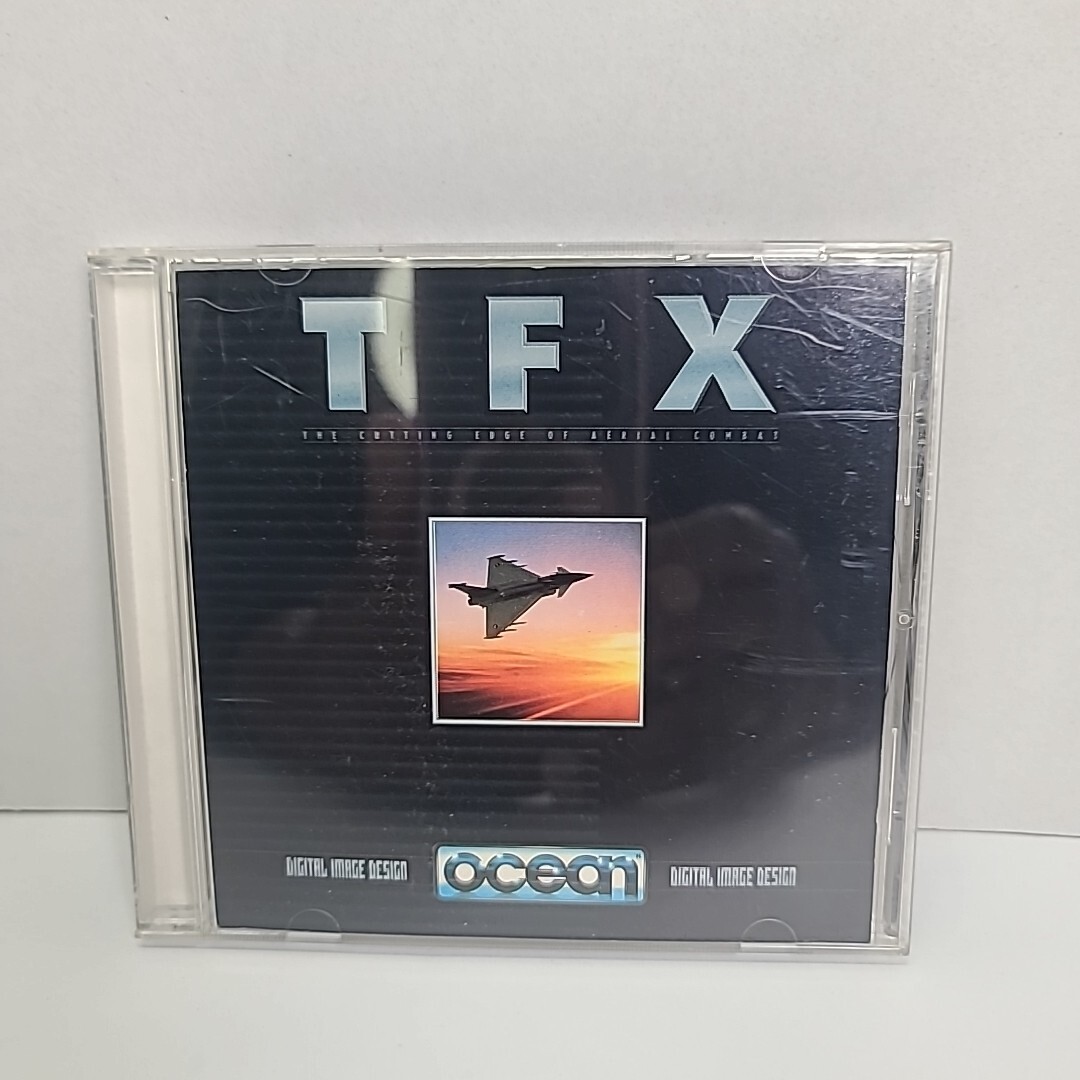 TFX
THE CUTTING EDGE OF AERIAL COMBAT
DIGITAL IMAGE DESIGN
ocean
DIGITAL IMAGE DESIGN